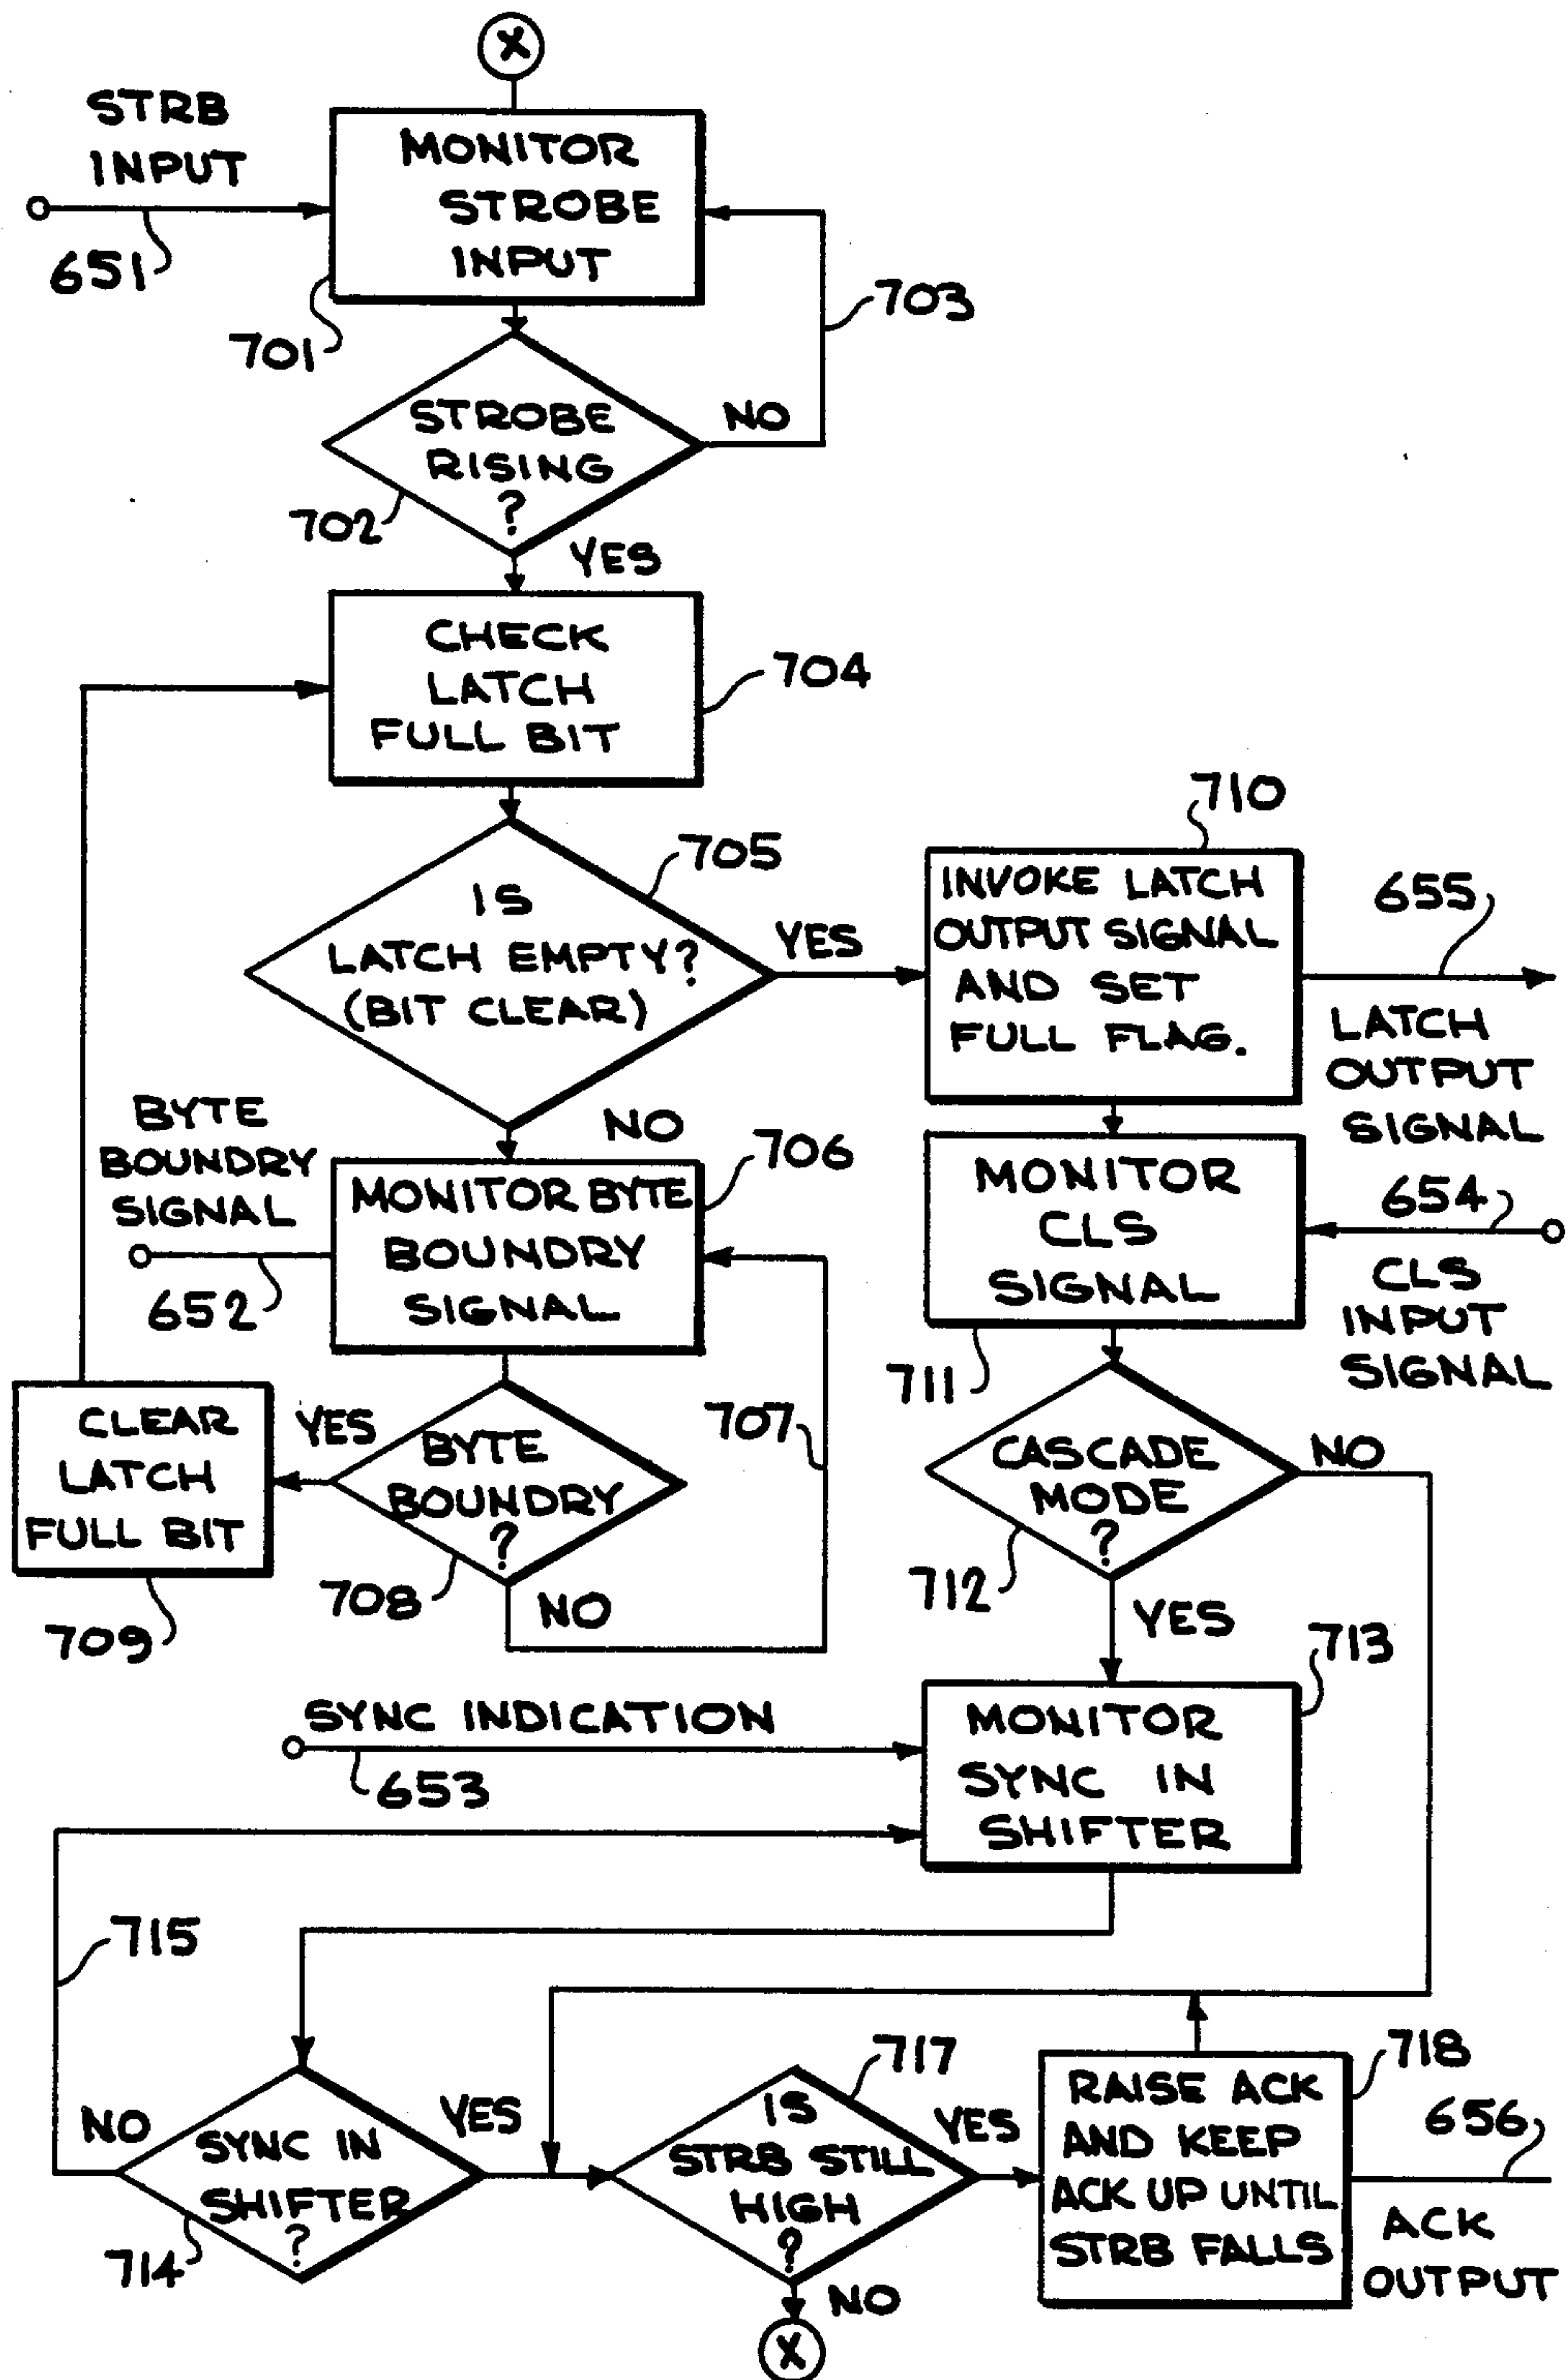 X
STRB
INPUT
651
MONITOR
STROBE
INPUT
701
703
STROBE
RISING
?
NO
702
YES
CHECK
LATCH
FULL BIT
704
IS
LATCH EMPTY?
(BIT CLEAR)
705
YES
NO
710
INVOKE LATCH
OUTPUT SIGNAL
AND SET
FULL FLAG.
655
LATCH
OUTPUT
SIGNAL
BYTE
BOUNDRY
SIGNAL
652
MONITOR BYTE
BOUNDRY
SIGNAL
706
MONITOR
CLS
SIGNAL
654
CLS
INPUT
SIGNAL
711
707
CLEAR
LATCH
FULL BIT
709
YES
BYTE
BOUNDRY
?
708
NO
CASCADE
MODE
?
NO
712
YES
713
SYNC INDICATION
653
MONITOR
SYNC IN
SHIFTER
715
NO
SYNC IN
SHIFTER
?
714
YES
717
IS
STRB STILL
HIGH
?
YES
NO
X
718
RAISE ACK
AND KEEP
ACK UP UNTIL
STRB FALLS
656
ACK
OUTPUT